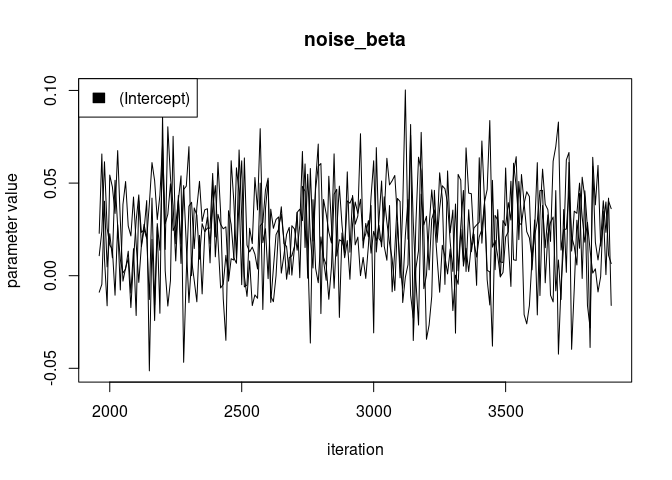 noise_beta
(Intercept)
parameter value
0.10
0.05
0.00
-0.05
2000 2500 3000 3500
iteration